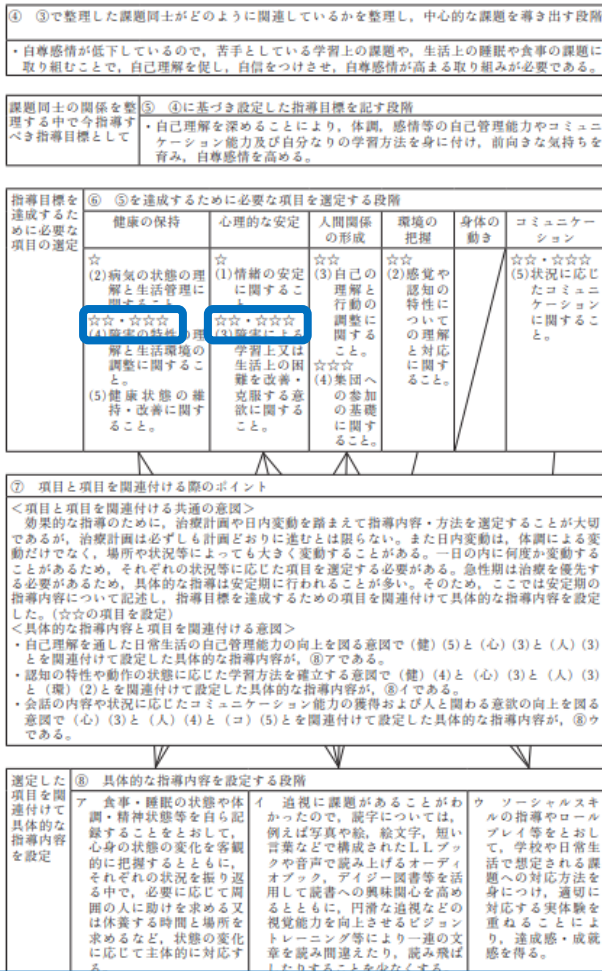 ④　③で整理した課題同士がどのように関連しているかを整理し，中心的な課題を導き出す段階
・自尊感情が低下しているので，苦手としている学習上の課題や，生活上の睡眠や食事の課題に
取り組むことで，自己理解を促し，自信をつけさせ，自尊感情が高まる取り組みが必要である。
課題同士の関係を整
理する中で今指導す
べき指導目標として
⑤　④に基づき設定した指導目標を記す段階
・自己理解を深めることにより，体調，感情等の自己管理能力やコミュニ
ケーション能力及び自分なりの学習方法を身に付け，前向きな気持ちを
育み，自尊感情を高める。
指導目標を
達成するた
めに必要な
項目の選定
⑥　⑤を達成するために必要な項目を選定する段階
健康の保持
心理的な安定
人間関係
の形成
環境の
把握
身体の
動き
コミュニケー
ション
☆
(2)病気の状態の理
解と生活管理に
関すること
☆☆・☆☆☆
(4)障害の特性の理
解と生活環境の
調整に関するこ
と。
(5)健康状態の維
持・改善に関す
ること。
☆
(1)情緒の安定
に関するこ
と
☆☆・☆☆☆
(3)障害による
学習上又は
生活上の困
難を改善・
克服する意
欲に関する
こと。
☆☆
(3)自己の
理解と
行動の
調整に
関する
こと。
☆☆☆
(4)集団へ
の参加
の基礎
に関す
ること。
☆☆
(2)感覚や
認知の
特性に
ついて
の理解
と対応
に関す
ること。
☆☆・☆☆☆
(5)状況に応じ
たコミュニ
ケーション
に関するこ
と。
⑦　項目と項目を関連付ける際のポイント
＜項目と項目を関連付ける共通の意図＞
効果的な指導のために，治療計画や日内変動を踏まえて指導内容・方法を選定することが大切
であるが，治療計画は必ずしも計画どおりに進むとは限らない。また日内変動は，体調による変
動だけでなく，場所や状況等によっても大きく変動することがある。一日の内に何度か変動する
ことがあるため，それぞれの状況等に応じた項目を選定する必要がある。急性期は治療を優先す
る必要があるため，具体的な指導は安定期に行われることが多い。そのため，ここでは安定期の
指導内容について記述し，指導目標を達成するための項目を関連付けて具体的な指導内容を設定
した。(☆☆の項目を設定)
＜具体的な指導内容と項目を関連付ける意図＞
・自己理解を通した日常生活の自己管理能力の向上を図る意図で（健）(5)と（心）(3)と（人）(3)
とを関連付けて設定した具体的な指導内容が，⑧アである。
・認知の特性や動作の状態に応じた学習方法を確立する意図で（健）(4)と（心）(3)と（人）(3)
と（環）(2)とを関連付けて設定した具体的な指導内容が，⑧イである。
・会話の内容や状況に応じたコミュニケーション能力の獲得および人と関わる意欲の向上を図る
意図で（心）(3)と（人）(4)と（コ）(5)とを関連付けて設定した具体的な指導内容が，⑧ウ
である。
選定した
項目を関
連付けて
具体的な
指導内容
を設定
⑧　具体的な指導内容を設定する段階
ア　食事・睡眠の状態や体
調・精神状態等を自ら記
録することをとおして，
心身の状態の変化を客観
的に把握するとともに，
それぞれの状況を振り返
る中で，必要に応じて周
囲の人に助けを求める又
は休養する時間と場所を
求めるなど，状態の変化
に応じて主体的に対応す
る。
イ　追視に課題があることがわ
かったので，読字については，
例えば写真や絵，絵文字，短い
言葉などで構成されたＬＬブッ
クや音声で読み上げるオーディ
オブック，デイジー図書等を活
用して読書への興味関心を高め
るとともに，円滑な追視などの
視覚能力を向上させるビジョン
トレーニング等により一連の文
章を読み間違えたり，読み飛ば
したりすることを少なくする
ウ　ソーシャルスキ
ルの指導やロール
プレイ等をとおし
て，学校や日常生
活で想定される課
題への対応方法を
身につけ，適切に
対応する実体験を
重ねることによ
り，達成感・成就
感を得る。